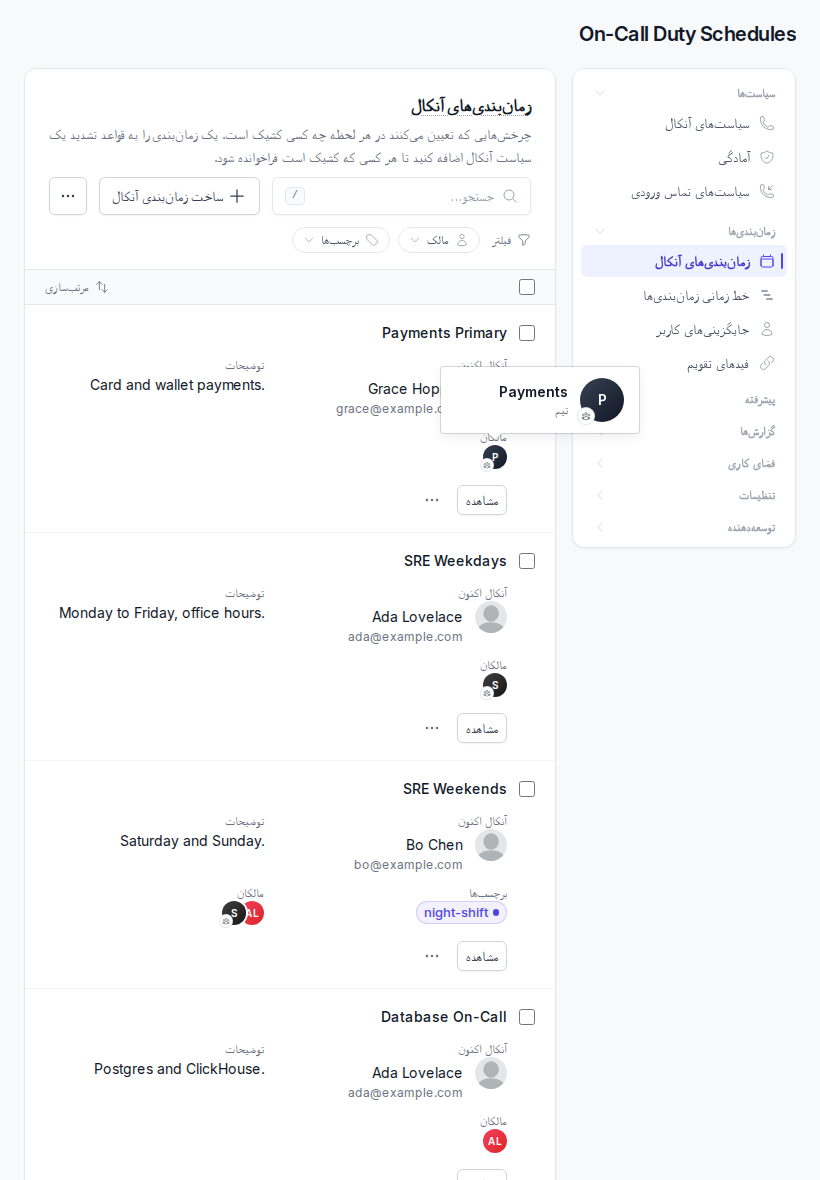 On-Call Duty Schedules
سیاست‌ها
سیاست‌های آنکال
آمادگی
سیاست‌های تماس ورودی
زمان‌بندی‌ها
زمان‌بندی‌های آنکال
خط زمانی زمان‌بندی‌ها
جایگزینی‌های کاربر
فیدهای تقویم
پیشرفته
گزارش‌ها
فضای کاری
تنظیمات
توسعه‌دهنده
زمان‌بندی‌های آنکال
چرخش‌هایی که تعیین می‌کنند در هر لحظه چه کسی کشیک است. یک زمان‌بندی را به قواعد تشدید یک
سیاست آنکال اضافه کنید تا هر کسی که کشیک است فراخوانده شود.
جستجو...
/
ساخت زمان‌بندی آنکال
فیلتر
مالک
برچسب‌ها
مرتب‌سازی
Payments Primary
آنکال اکنون
توضیحات
Card and wallet payments.
Grace Hop
grace@example.c
Payments
تیم
P
مالکان
P
مشاهده
SRE Weekdays
آنکال اکنون
توضیحات
Ada Lovelace
ada@example.com
Monday to Friday, office hours.
مالکان
S
مشاهده
SRE Weekends
آنکال اکنون
توضیحات
Bo Chen
bo@example.com
Saturday and Sunday.
برچسب‌ها
night-shift
مالکان
AL
S
مشاهده
Database On-Call
آنکال اکنون
توضیحات
Ada Lovelace
ada@example.com
Postgres and ClickHouse.
مالکان
AL